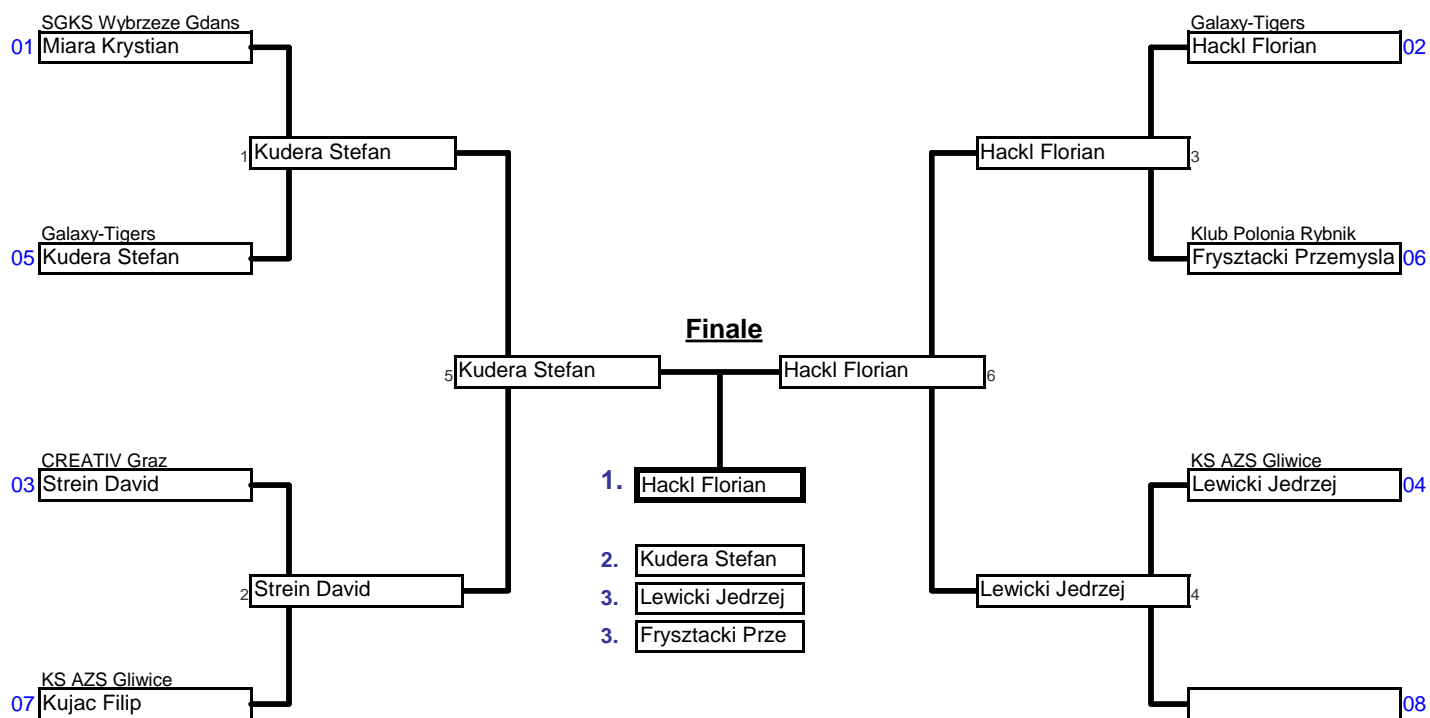 SGKS Wybrzeze Gdans
01 Miara Krystian
Galaxy-Tigers
Hackl Florian 02
1 Kudera Stefan
Hackl Florian 3
Galaxy-Tigers
05 Kudera Stefan
Klub Polonia Rybnik
Frysztacki Przemysla 06
Finale
5 Kudera Stefan
Hackl Florian 6
CREATIV Graz
03 Strein David
1. Hackl Florian
KS AZS Gliwice
Lewicki Jedrzej 04
2. Kudera Stefan
2 Strein David
3. Lewicki Jedrzej
Lewicki Jedrzej 4
3. Frysztacki Prze
KS AZS Gliwice
07 Kujac Filip
08